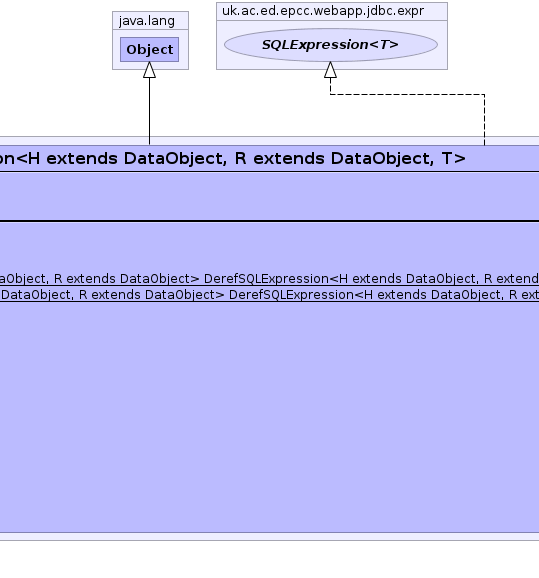 java.lang
Object
uk.ac.ed.epcc.webapp.jdbc.expr
SQLExpression<T>
on<H extends DataObject, R extends DataObject, T>
aObject, R extends DataObject> DerefSQLExpression<H extends DataObject, R extend
DataObject, R extends DataObject> DerefSQLExpression<H extends DataObject, R ext